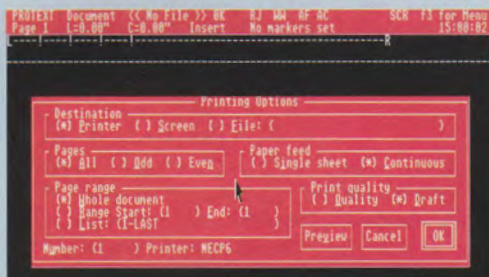 PROTEXT Document << No File >> 0K RJ WW AF AC SCR f3 for Menu
Page 1 L=0.00" C=0.00" Insert No markers set 15:00:02
L R
Printing Options
Destination
(*) Printer ( ) Screen ( ) File: ( )
Pages
(*) All ( ) Odd ( ) Even
Paper feed
( ) Single sheet (*) Continuous
Page range
(*) Whole document
( ) Range Start: (1 ) End: (1 )
( ) List: (1-LAST )
Print quality
( ) Quality (*) Draft
Number: (1 ) Printer: NECP6
Preview Cancel OK